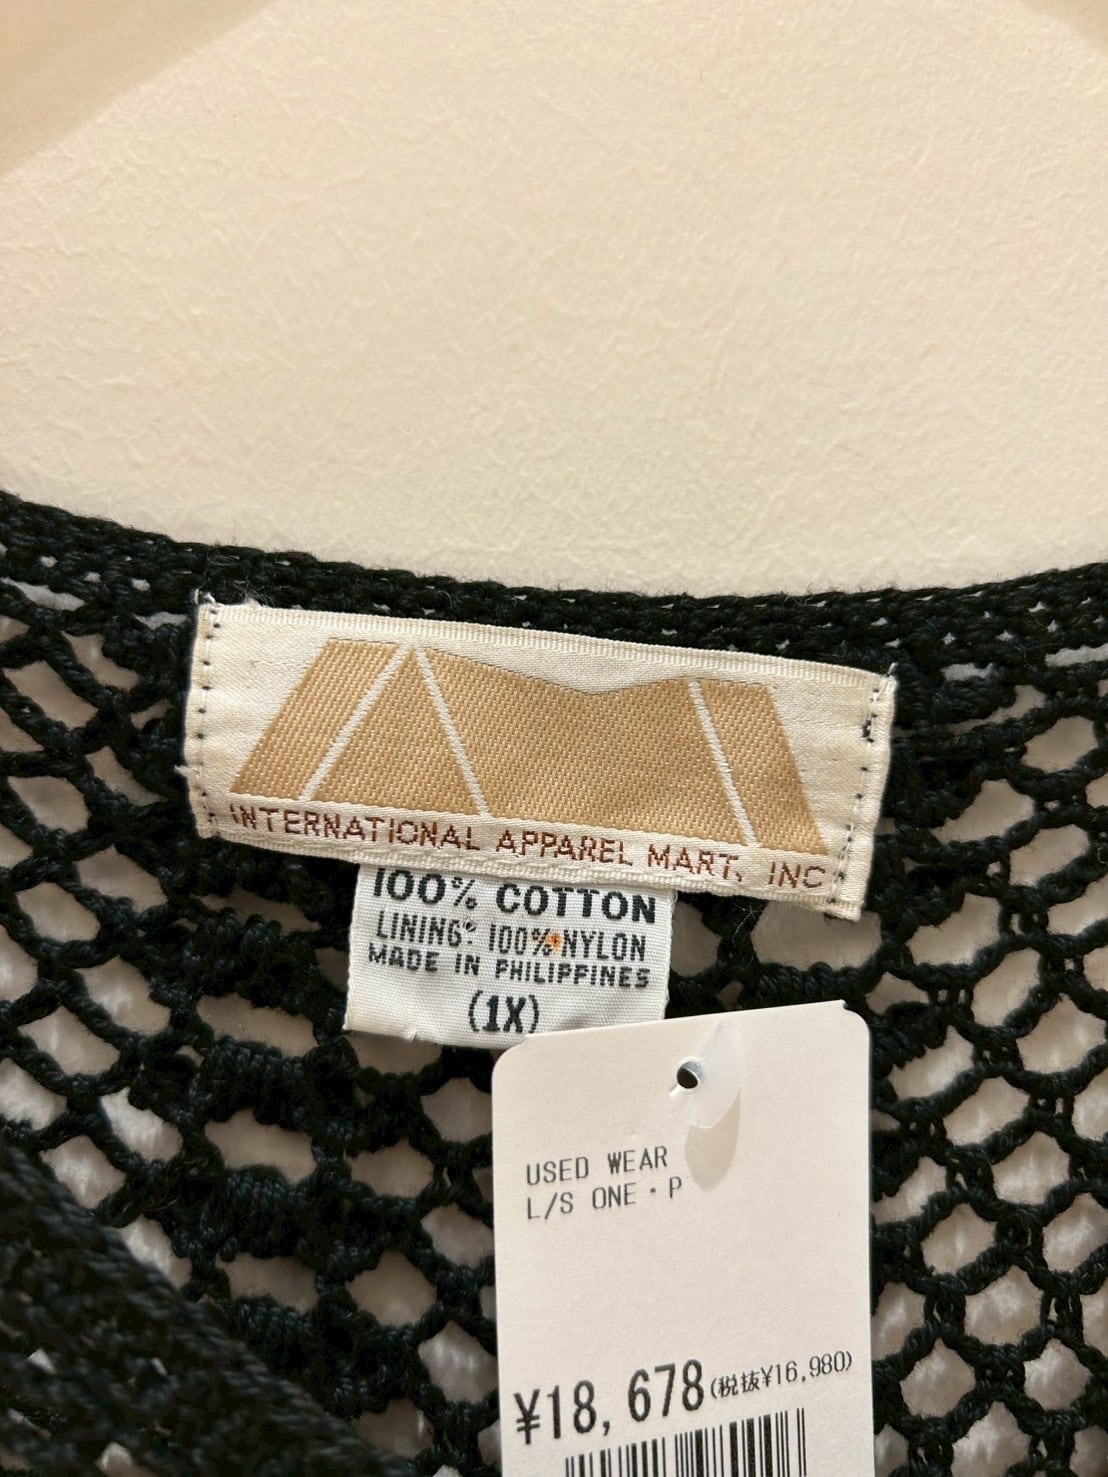 INTERNATIONAL APPAREL MART, INC
100% COTTON
LINING: 100% NYLON
MADE IN PHILIPPINES
(1X)
USED WEAR
L/S ONE・P
¥18,678(税抜¥16,980)